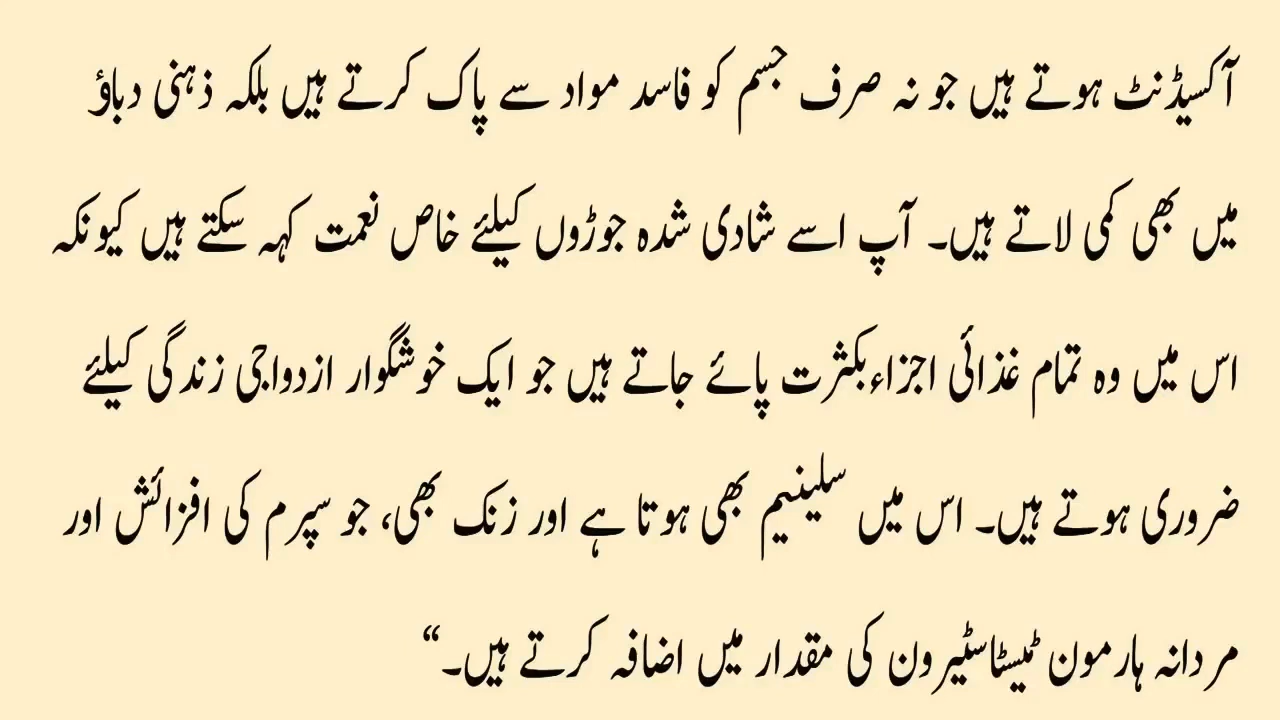 آکسیڈنٹ ہوتے ہیں جو نہ صرف جسم کو فاسد مواد سے پاک کرتے ہیں بلکہ ذہنی دباؤ
میں بھی کمی لاتے ہیں۔ آپ اسے شادی شدہ جوڑوں کیلئے خاص نعمت کہہ سکتے ہیں کیونکہ
اس میں وہ تمام غذائی اجزاءبکثرت پائے جاتے ہیں جو ایک خوشگوار ازدواجی زندگی کیلئے
ضروری ہوتے ہیں۔ اس میں سلینیم بھی ہوتا ہے اور زنک بھی، جو سپرم کی افزائش اور
مردانہ ہارمون ٹیسٹاسٹیرون کی مقدار میں اضافہ کرتے ہیں۔“